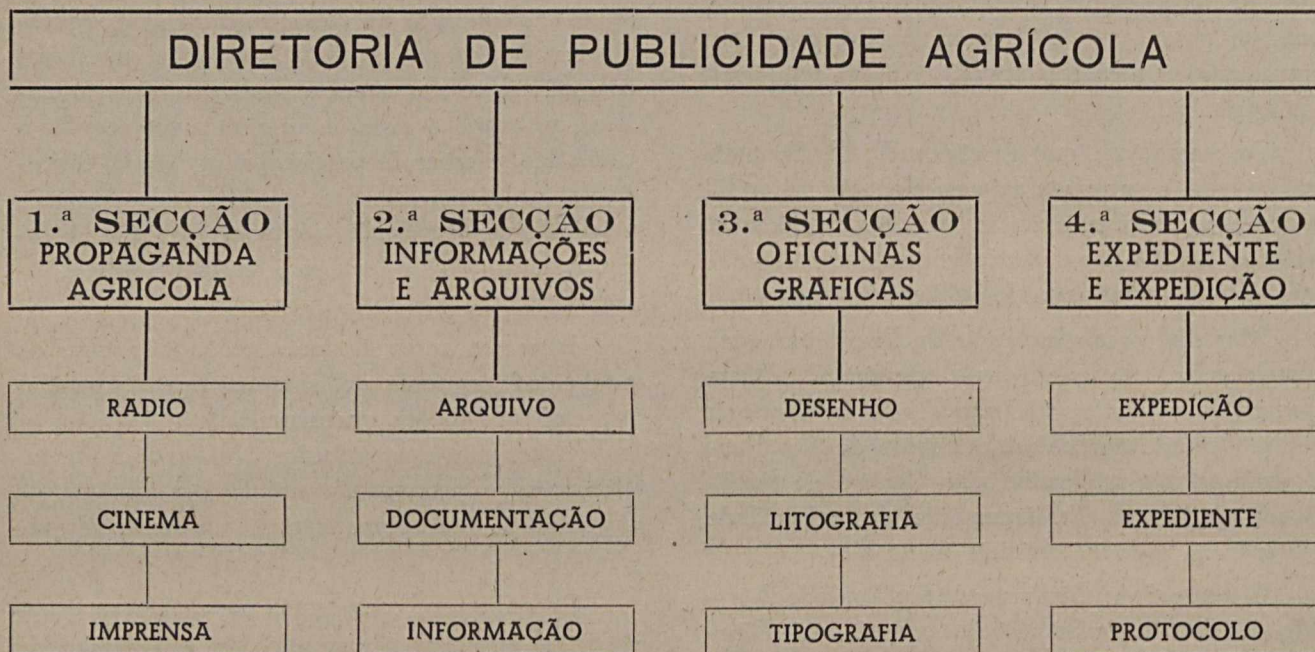 DIRETORIA DE PUBLICIDADE AGRÍCOLA
1.ª SECÇÃO
PROPAGANDA
AGRICOLA
2.ª SECÇÃO
INFORMAÇÕES
E ARQUIVOS
3.ª SECÇÃO
OFICINAS
GRAFICAS
4.ª SECÇÃO
EXPEDIENTE
E EXPEDIÇÃO
RADIO
ARQUIVO
DESENHO
EXPEDIÇÃO
CINEMA
DOCUMENTAÇÃO
LITOGRAFIA
EXPEDIENTE
IMPRENSA
INFORMAÇÃO
TIPOGRAFIA
PROTOCOLO